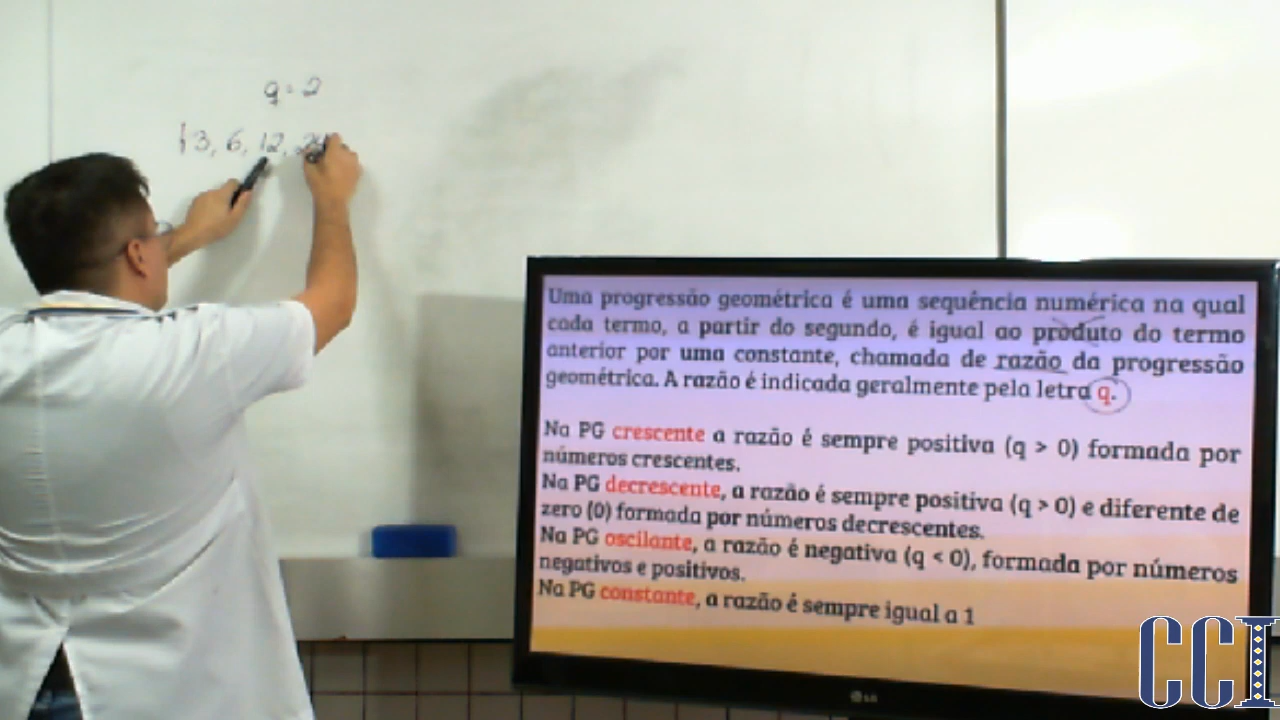 q = 2
{3, 6, 12, 24
Uma progressão geométrica é uma sequência numérica na qual
cada termo, a partir do segundo, é igual ao produto do termo
anterior por uma constante, chamada de razão da progressão
geométrica. A razão é indicada geralmente pela letra q.
Na PG crescente a razão é sempre positiva (q > 0) formada por
números crescentes.
Na PG decrescente, a razão é sempre positiva (q > 0) e diferente de
zero (0) formada por números decrescentes.
Na PG oscilante, a razão é negativa (q < 0), formada por números
negativos e positivos.
Na PG constante, a razão é sempre igual a 1
LG
CCI